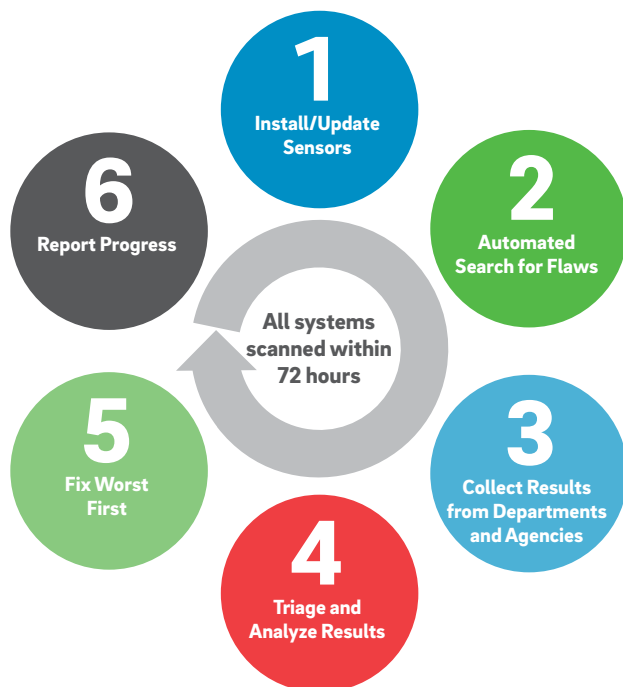 1
Install/Update
Sensors
2
Automated
Search for Flaws
3
Collect Results
from Departments
and Agencies
4
Triage and
Analyze Results
5
Fix Worst
First
6
Report Progress
All systems
scanned within
72 hours